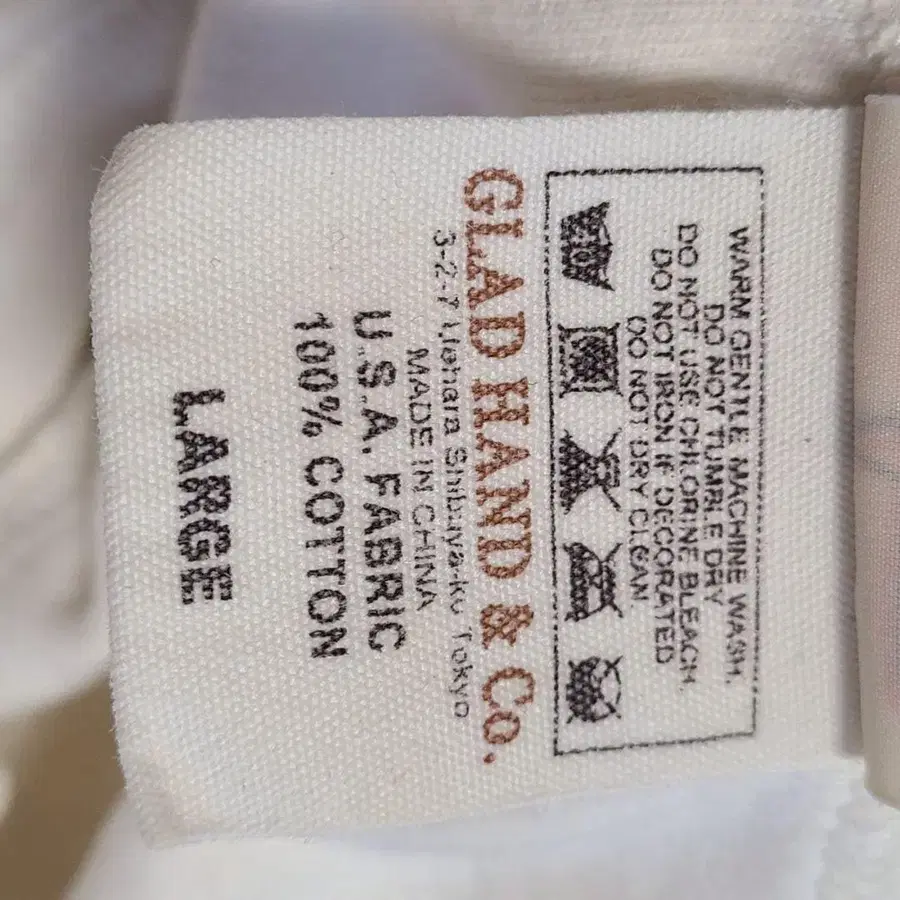 WARM GENTLE MACHINE WASH.
DO NOT TUMBLE DRY
DO NOT USE CHLORINE BLEACH.
DO NOT IRON IF DECORATED
DO NOT DRY CLEAN
GLAD HAND & Co.
3-2-7 Uehara Shibuya-ku Tokyo
MADE IN CHINA
U.S.A. FABRIC
100% COTTON
LARGE